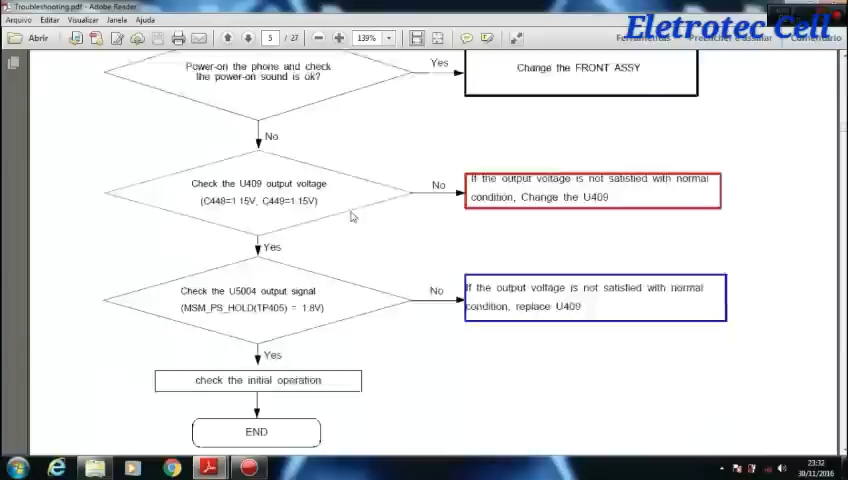 Troubleshooting.pdf - Adobe Reader
Eletrotec Cell
Arquivo Editar Visualizar Janela Ajuda
Abrir 5 / 27 139% Ferramentas Preencher e assinar Comentário
Power-on the phone and check
the power-on sound is ok?
Yes
Change the FRONT ASSY
No
Check the U409 output voltage
(C448=1.15V, C449=1.15V)
No
If the output voltage is not satisfied with normal
condition, Change the U409
Yes
Check the U5004 output signal
(MSM_PS_HOLD(TP405) = 1.8V)
No
If the output voltage is not satisfied with normal
condition, replace U409
Yes
check the initial operation
END
23:32
30/11/2016